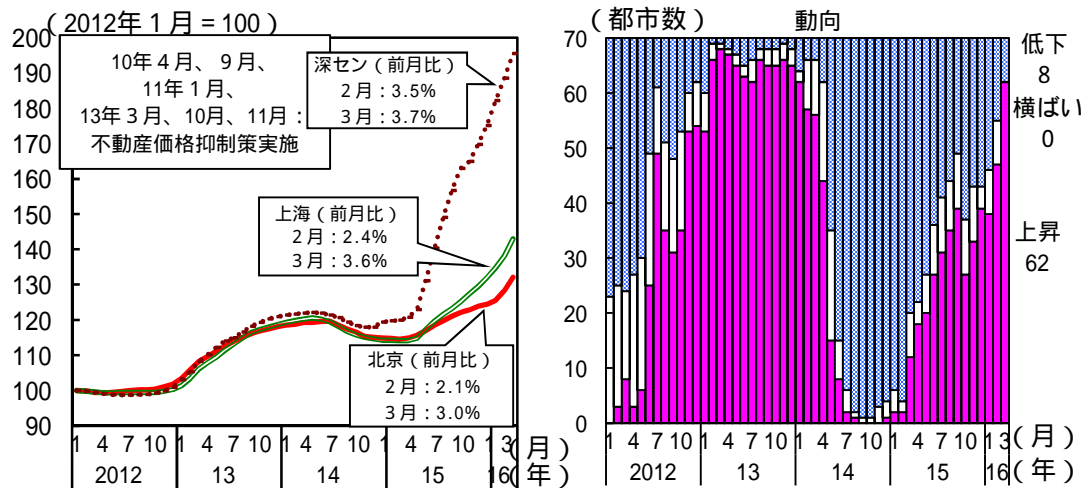 (2012年1月=100)
200
190
180
170
160
150
140
130
120
110
100
90
10年4月、9月、
11年1月、
13年3月、10月、11月：
不動産価格抑制策実施
深セン（前月比）
2月：3.5%
3月：3.7%
上海（前月比）
2月：2.4%
3月：3.6%
北京（前月比）
2月：2.1%
3月：3.0%
1 4 7 10 1 4 7 10 1 4 7 10 1 4 7 10 1 3 (月)
2012 13 14 15 16 (年)
(都市数) 動向
70
60
50
40
30
20
10
0
低下
8
横ばい
0
上昇
62
1 4 7 10 1 4 7 10 1 4 7 10 1 4 7 10 1 3 (月)
2012 13 14 15 16 (年)